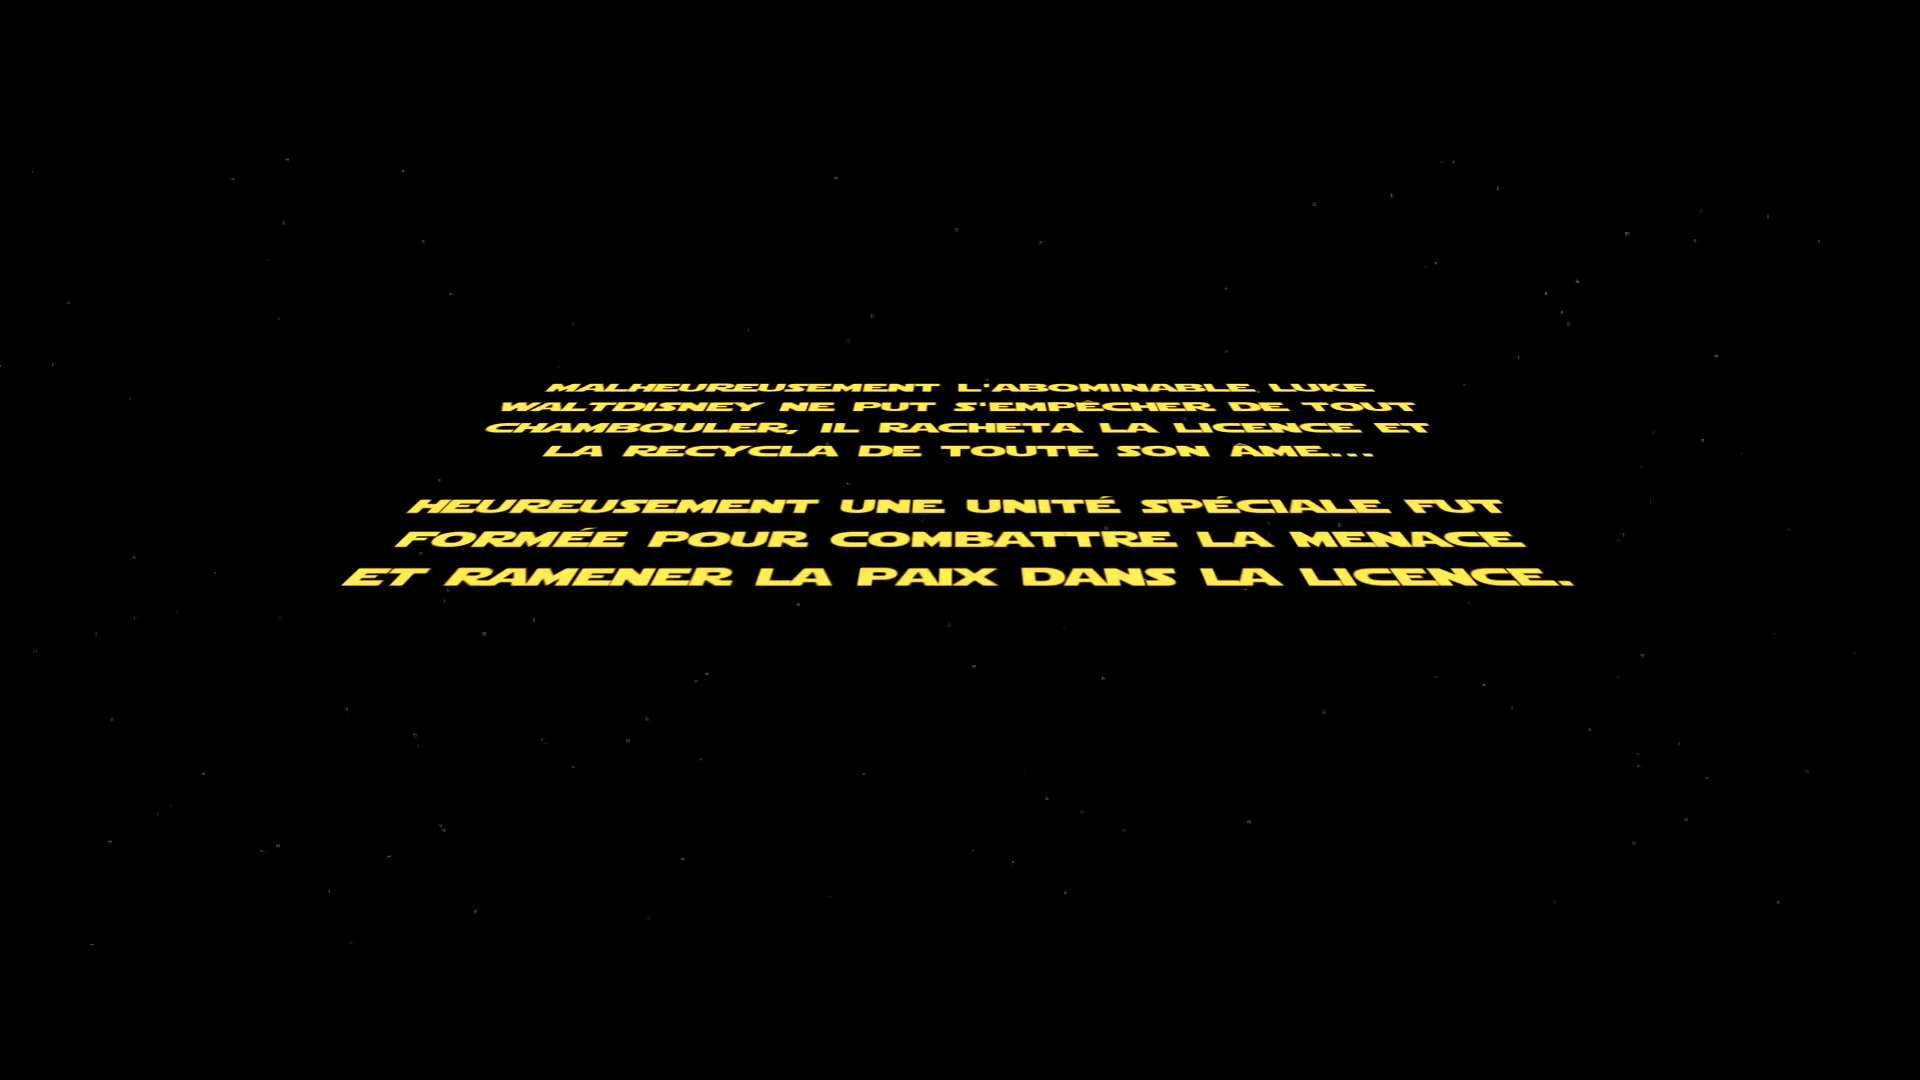 MALHEUREUSEMENT L'ABOMINABLE LUKE
WALTDISNEY NE PUT S'EMPÊCHER DE TOUT
CHAMBOULER, IL RACHETA LA LICENCE ET
LA RECYCLA DE TOUTE SON ÂME...
HEUREUSEMENT UNE UNITÉ SPÉCIALE FUT
FORMÉE POUR COMBATTRE LA MENACE
ET RAMENER LA PAIX DANS LA LICENCE.